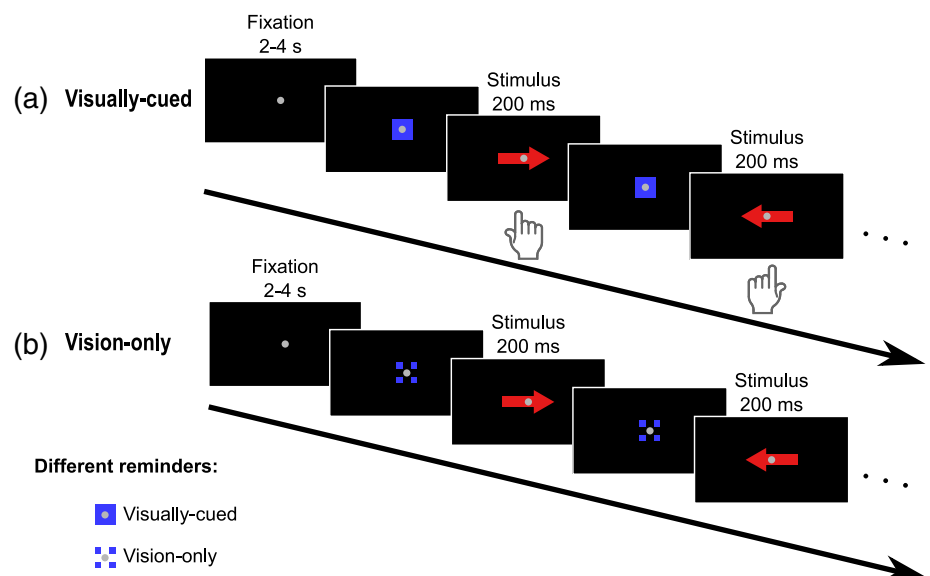 Fixation
2-4 s
(a) Visually-cued
Stimulus
200 ms
Stimulus
200 ms
. . .
Fixation
2-4 s
(b) Vision-only
Stimulus
200 ms
Stimulus
200 ms
. . .
Different reminders:
Visually-cued
Vision-only